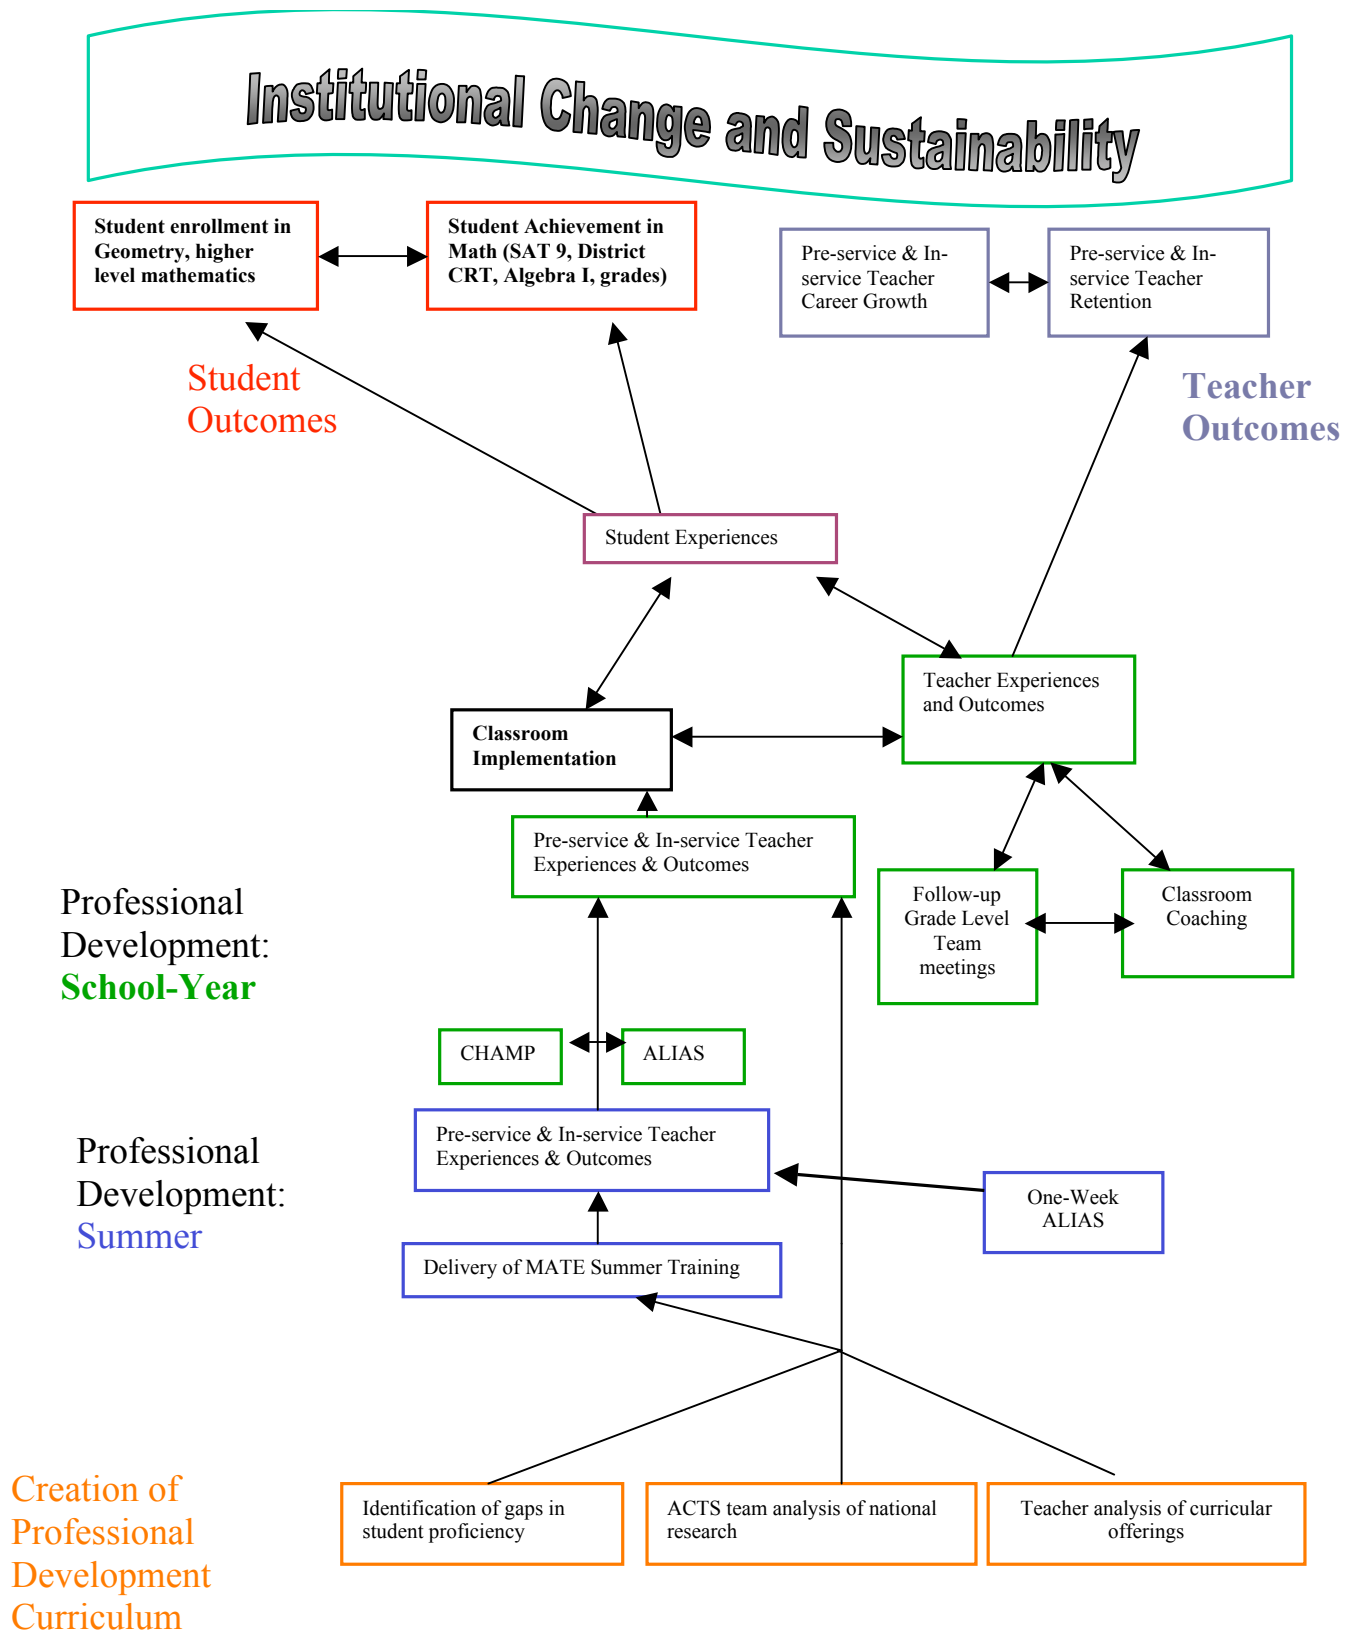 Institutional Change and Sustainability
Student enrollment in
Geometry, higher
level mathematics
Student Achievement in
Math (SAT 9, District
CRT, Algebra I, grades)
Pre-service & In-
service Teacher
Career Growth
Pre-service & In-
service Teacher
Retention
Student
Outcomes
Teacher
Outcomes
Student Experiences
Teacher Experiences
and Outcomes
Classroom
Implementation
Pre-service & In-service Teacher
Experiences & Outcomes
Professional
Development:
School-Year
Follow-up
Grade Level
Team
meetings
Classroom
Coaching
CHAMP
ALIAS
Professional
Development:
Summer
Pre-service & In-service Teacher
Experiences & Outcomes
One-Week
ALIAS
Delivery of MATE Summer Training
Creation of
Professional
Development
Curriculum
Identification of gaps in
student proficiency
ACTS team analysis of national
research
Teacher analysis of curricular
offerings